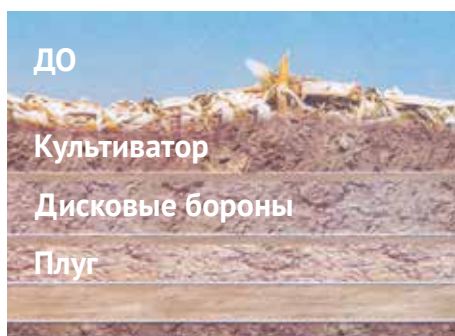 ДО
Культиватор
Дисковые бороны
Плуг